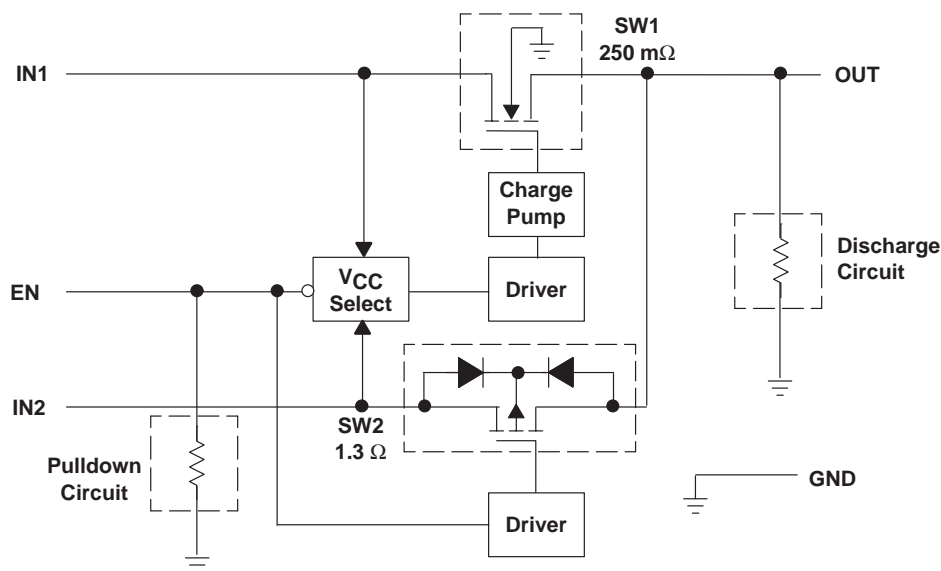 SW1
250 mΩ
IN1
OUT
Charge
Pump
Discharge
Circuit
VCC
Select
EN
Driver
IN2
SW2
1.3 Ω
Pulldown
Circuit
GND
Driver